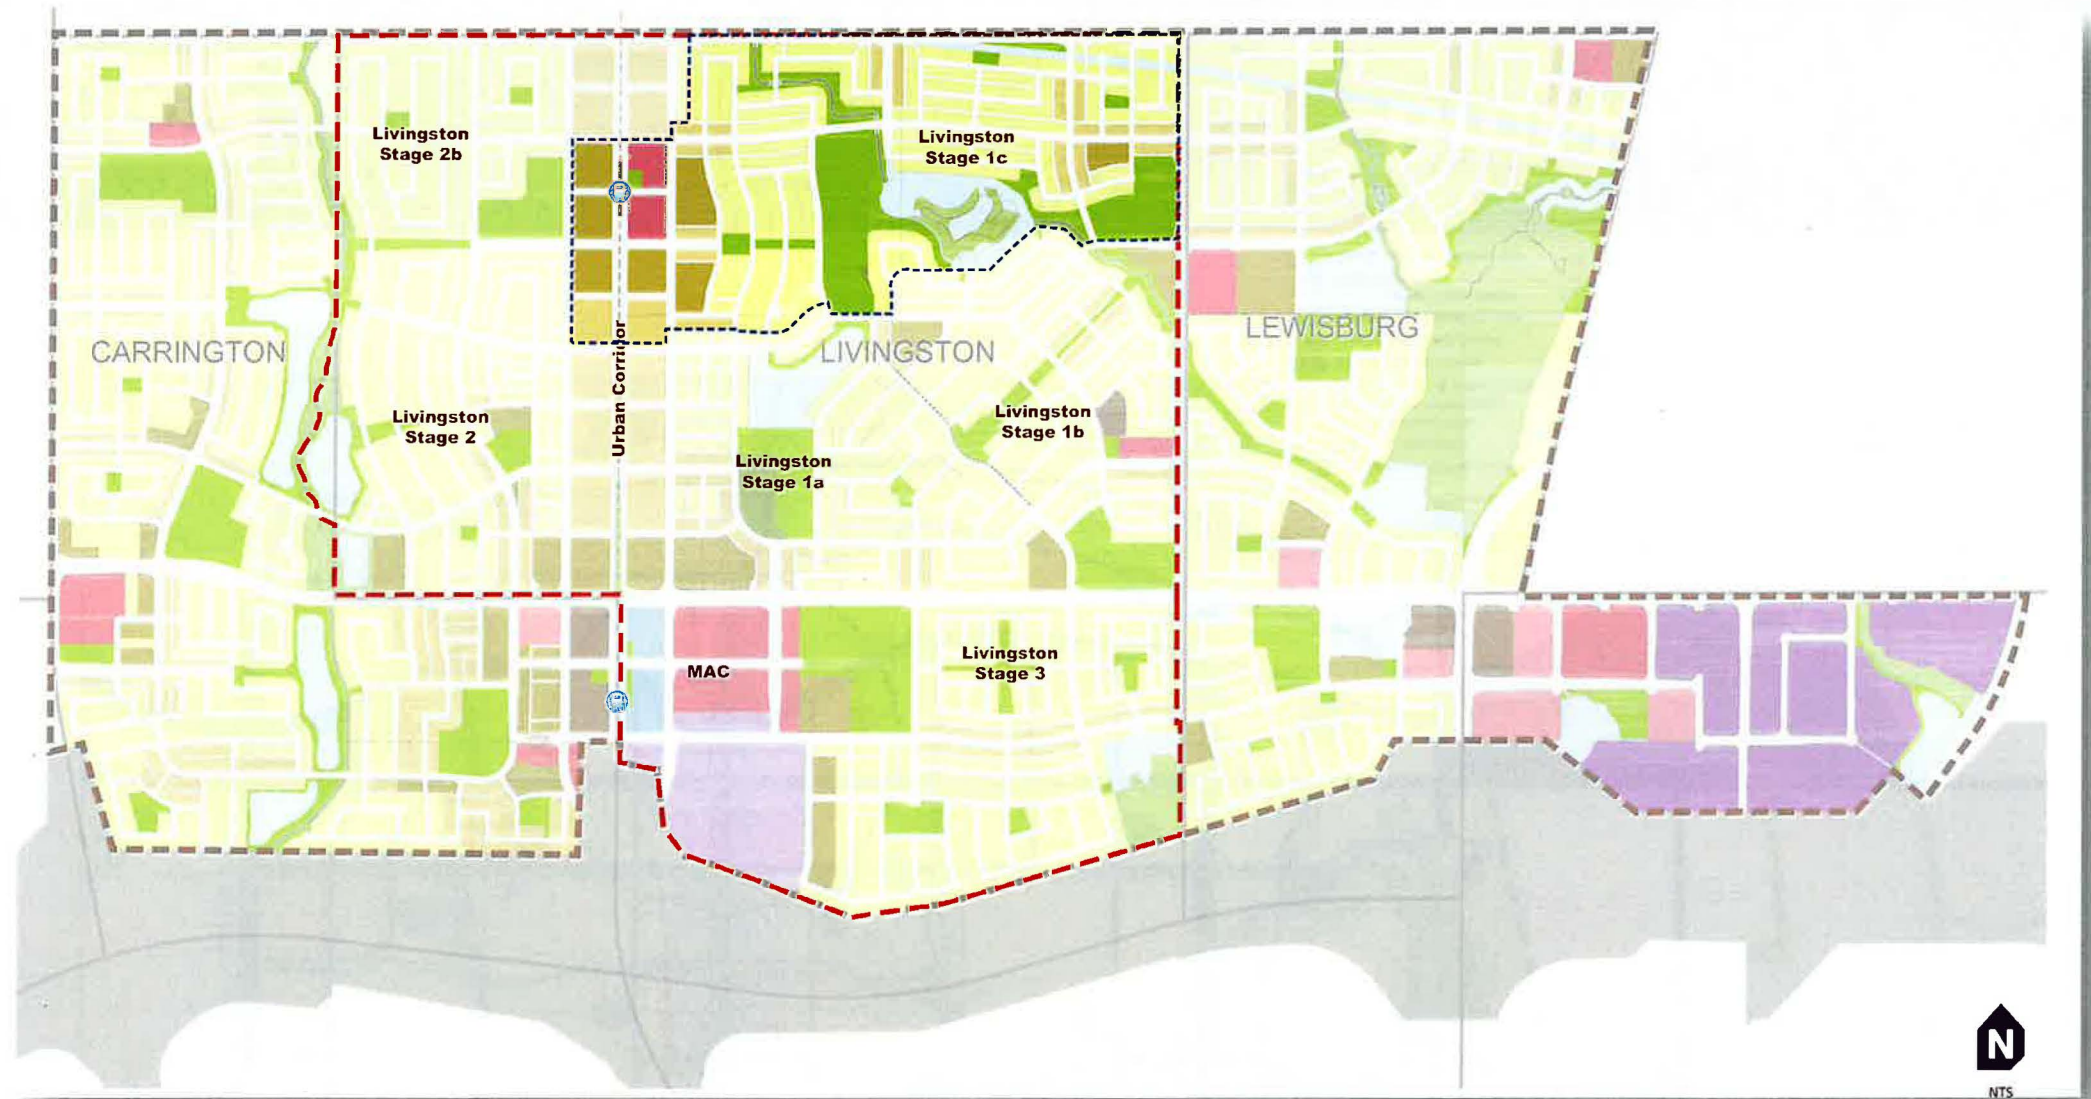 Livingston
Stage 2b
Livingston
Stage 1c
CARRINGTON
LIVINGSTON
LEWISBURG
Urban Corridor
Livingston
Stage 2
Livingston
Stage 1b
Livingston
Stage 1a
MAC
Livingston
Stage 3
N
NTS